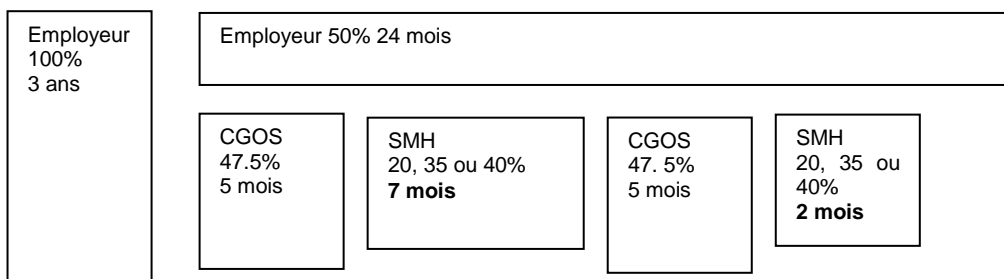 Employeur
100%
3 ans
Employeur 50% 24 mois
CGOS
47.5%
5 mois
SMH
20, 35 ou 40%
7 mois
CGOS
47. 5%
5 mois
SMH
20, 35 ou
40%
2 mois